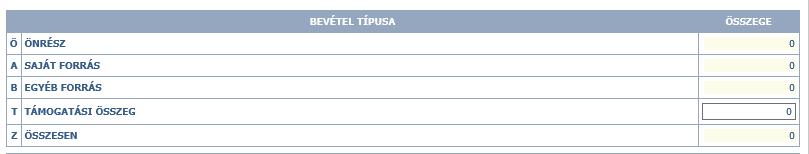 BEVÉTEL TÍPUSA ÖSSZEGE
Ö ÖNRÉSZ 0
A SAJÁT FORRÁS 0
B EGYÉB FORRÁS 0
T TÁMOGATÁSI ÖSSZEG 0
Z ÖSSZESEN 0